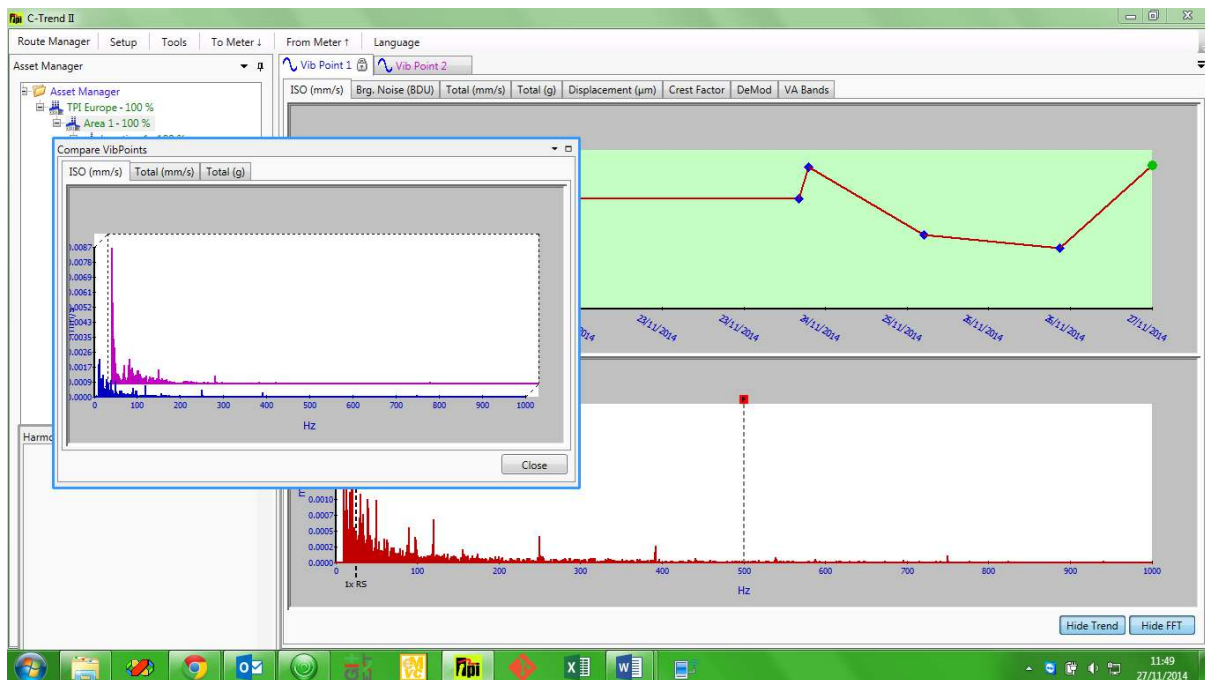 C-Trend II
Route Manager Setup Tools To Meter ↓ From Meter ↑ Language
Asset Manager
Vib Point 1 Vib Point 2
Asset Manager
TPI Europe - 100 %
Area 1 - 100 %
ISO (mm/s) Brg. Noise (BDU) Total (mm/s) Total (g) Displacement (µm) Crest Factor DeMod VA Bands
Compare VibPoints
ISO (mm/s) Total (mm/s) Total (g)
0.0087
0.0078
0.0069
0.0061
0.0052
0.0043
0.0035
0.0026
0.0017
0.0009
0.0000
0 100 200 300 400 500 600 700 800 900 1000
Hz
Close
23/11/2014 23/11/2014 24/11/2014 25/11/2014 26/11/2014 26/11/2014 27/11/2014
0.0010
0.0007
0.0005
0.0002
0.0000
0 100 200 300 400 500 600 700 800 900 1000
1x RS
Hz
Hide Trend Hide FFT
Harmo
tpi
11:49
27/11/2014